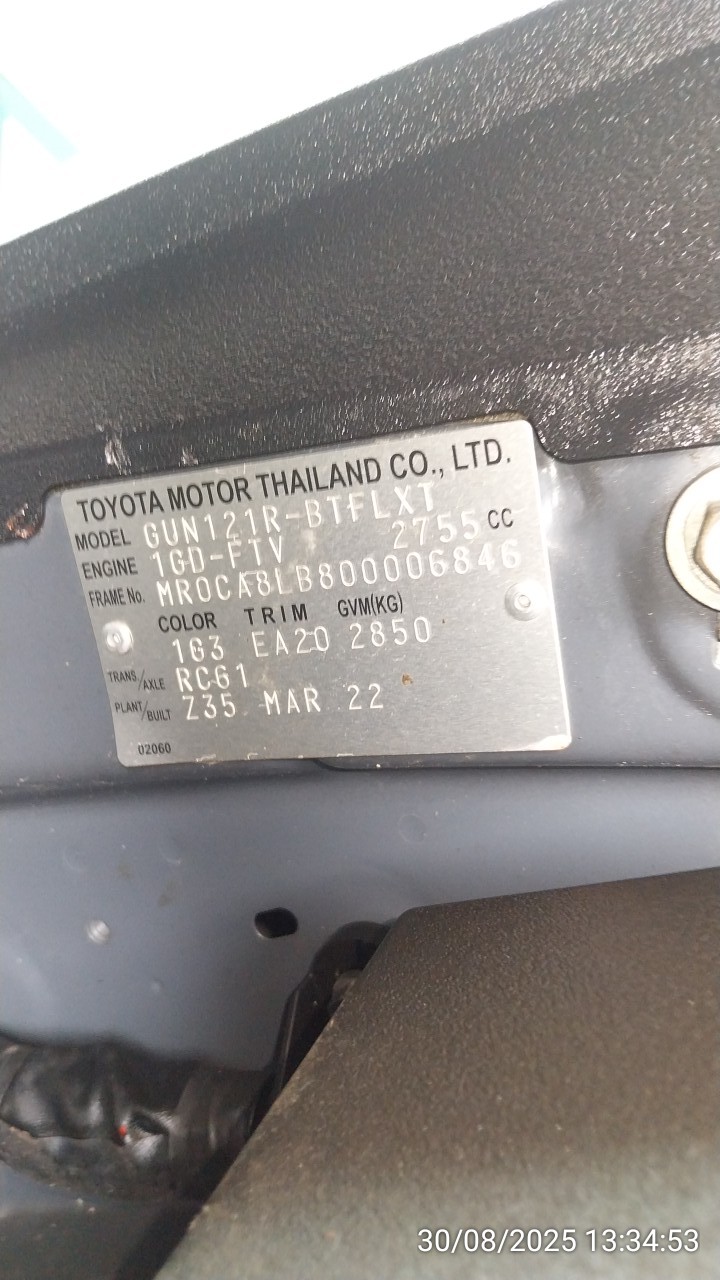 TOYOTA MOTOR THAILAND CO., LTD.
MODEL GUN121R-BTFLXT
ENGINE 1GD-FTV 2755 CC
FRAME No. MR0CA8LB800006846
COLOR TRIM GVM(KG)
1G3 EA20 2850
TRANS/AXLE RC61
PLANT/BUILT Z35 MAR 22
02060
30/08/2025 13:34:53